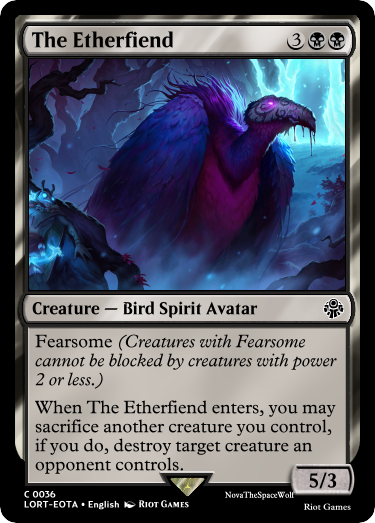 The Etherfiend 3
Creature — Bird Spirit Avatar
Fearsome (Creatures with Fearsome
cannot be blocked by creatures with power
2 or less.)
When The Etherfiend enters, you may
sacrifice another creature you control,
if you do, destroy target creature an
opponent controls.
5/3
C 0036
LORT-EOTA • English Riot Games
NovaTheSpaceWolf
Riot Games